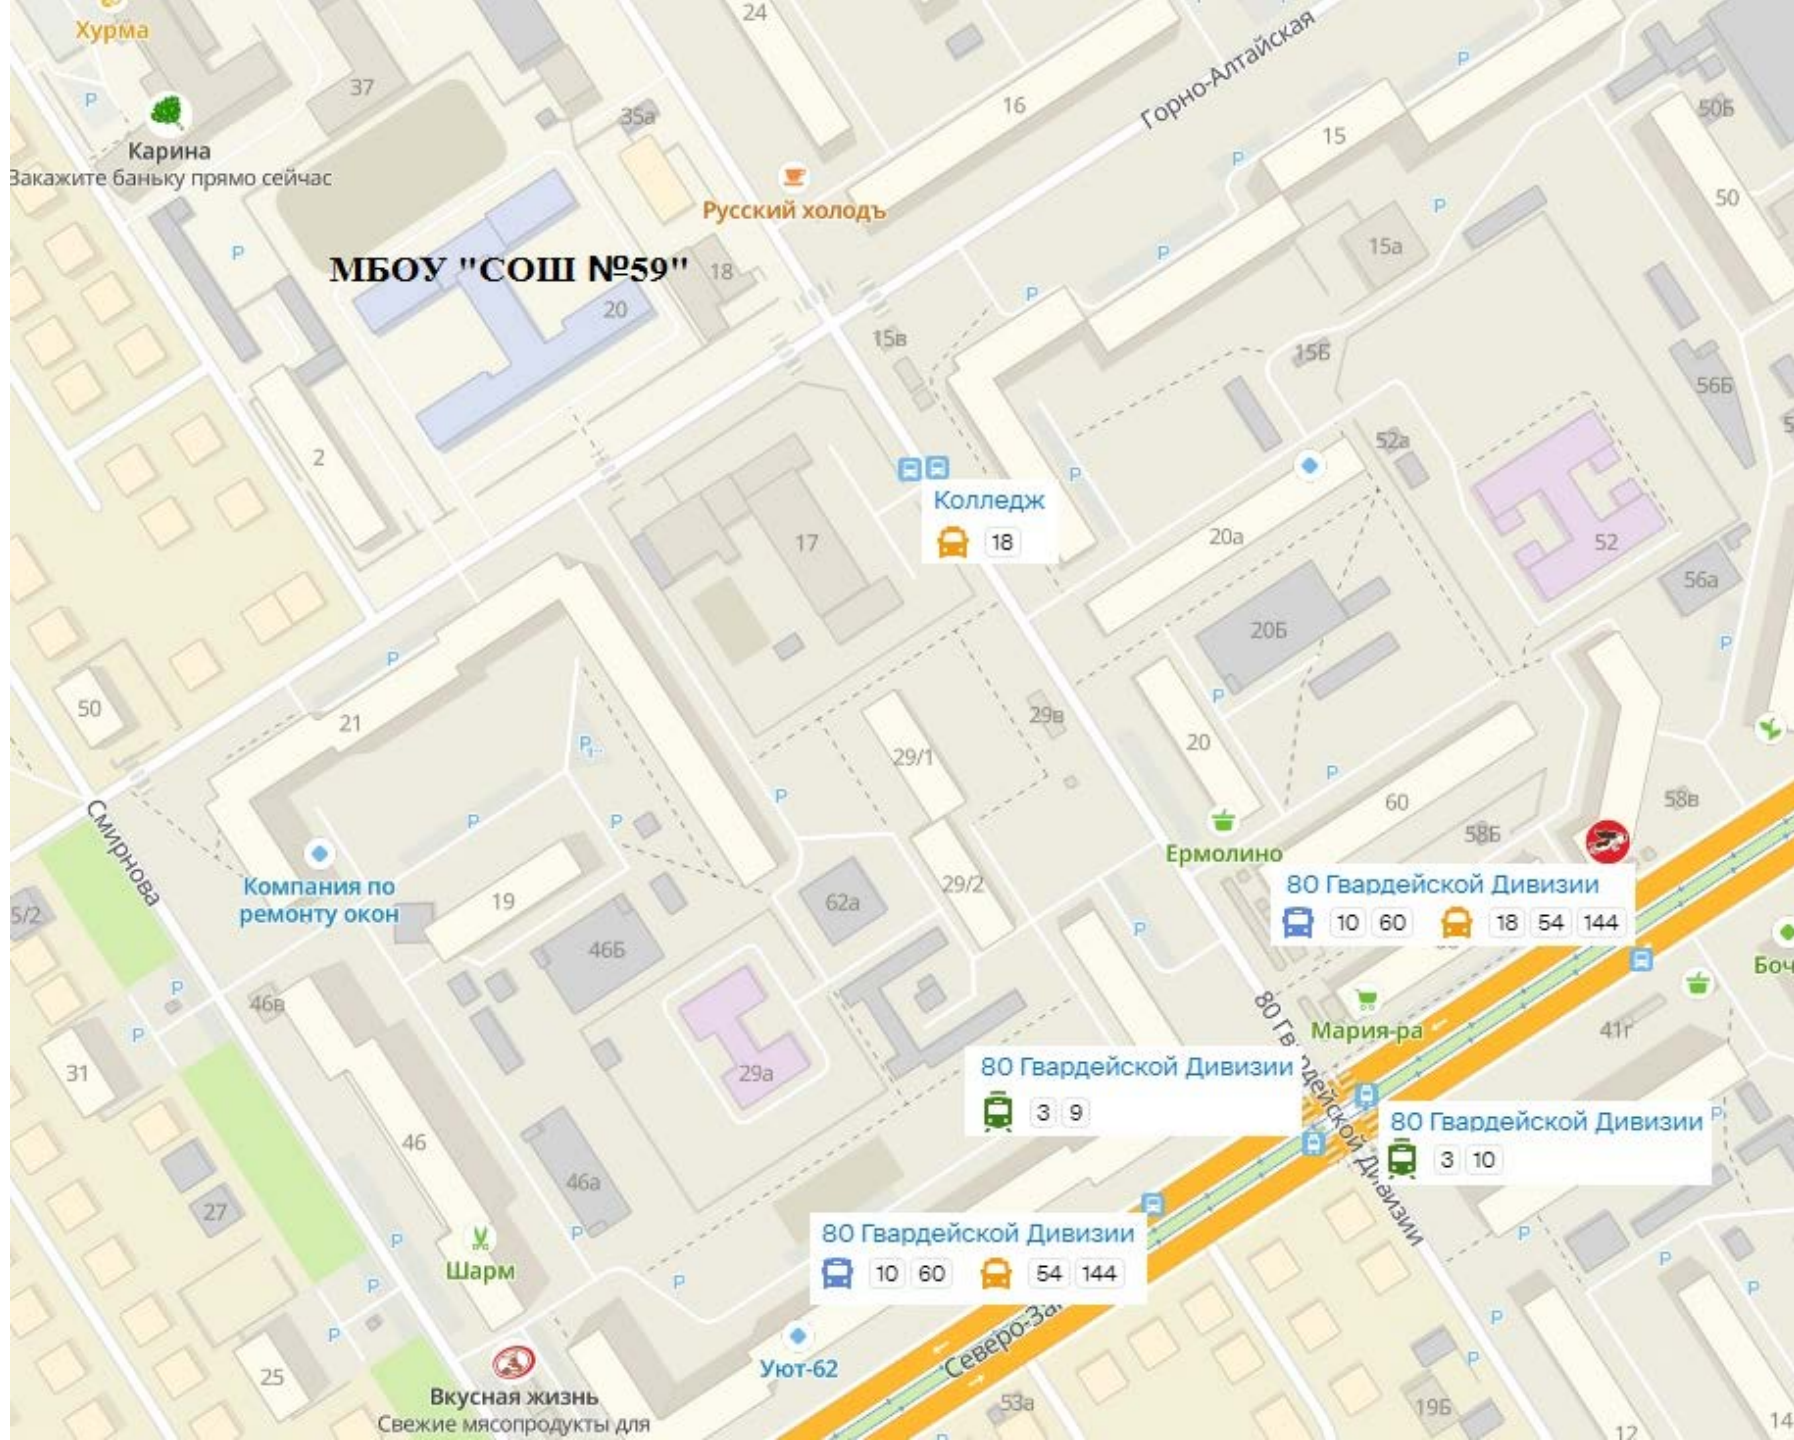 Хурма
24
Горно-Алтайская
P
37
P
16
50Б
35а
15
Карина
Закажите баньку прямо сейчас
P
50
Русский холодъ
P
15а
P
P
МБОУ "СОШ №59"
18
20
P
15в
15Б
56Б
2
52а
P
Колледж
18
17
20а
52
56а
20Б
P
P
50
21
29в
P
20
P1..
29/1
P
P
60
58в
P
P
58Б
Смирнова
Ермолино
Компания по
ремонту окон
19
62а
29/2
80 Гвардейской Дивизии
10 60 18 54 144
5/2
P
46Б
Боч
P
46в
80 Гвардейской Дивизии
Мария-ра
41г
P
31
29а
80 Гвардейской Дивизии
3 9
80 Гвардейской Дивизии
3 10
P
46
46а
27
P
P
80 Гвардейской Дивизии
10 60 54 144
P
Шарм
P
P
P
P
P
P
Северо-За
Уют-62
P
25
Вкусная жизнь
Свежие мясопродукты для
53а
19Б
14
12
P